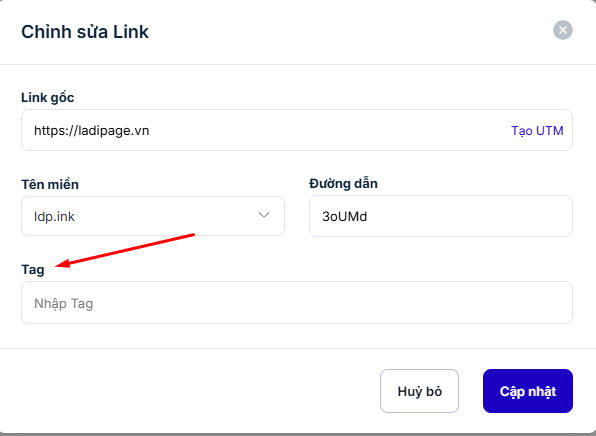 Chỉnh sửa Link
Link gốc
https://ladipage.vn
Tạo UTM
Tên miền
Đường dẫn
ldp.ink
3oUMd
Tag
Nhập Tag
Huỷ bỏ
Cập nhật